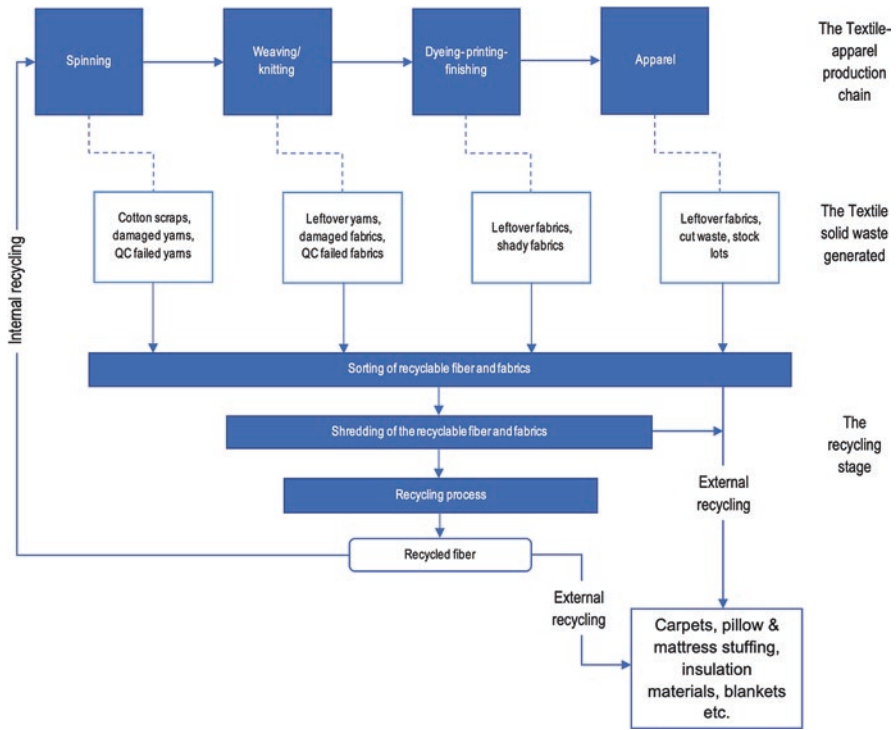 Spinning
Weaving/
knitting
Dyeing-printing-
finishing
Apparel
The Textile-
apparel
production
chain
Cotton scraps,
damaged yarns,
QC failed yarns
Leftover yarns,
damaged fabrics,
QC failed fabrics
Leftover fabrics,
shady fabrics
Leftover fabrics,
cut waste, stock
lots
The Textile
solid waste
generated
Internal recycling
Sorting of recyclable fiber and fabrics
Shredding of the recyclable fiber and fabrics
The
recycling
stage
Recycling process
External
recycling
Recycled fiber
External
recycling
Carpets, pillow &
mattress stuffing,
insulation
materials, blankets
etc.